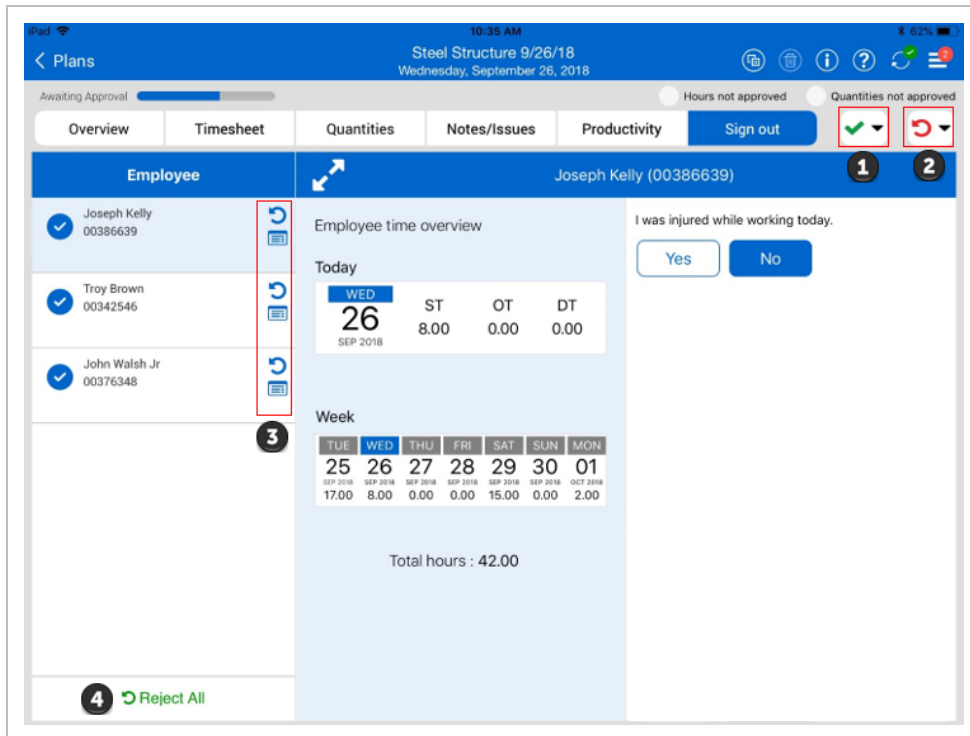 iPad 10:35 AM 62%
Plans
Steel Structure 9/26/18
Wednesday, September 26, 2018
Awaiting Approval
Hours not approved Quantities not approved
Overview Timesheet Quantities Notes/Issues Productivity Sign out
1 2
Employee
Joseph Kelly (00386639)
Joseph Kelly
00386639
Troy Brown
00342546
John Walsh Jr
00376348
3
4 Reject All
Employee time overview
Today
WED
26
SEP 2018
ST OT DT
8.00 0.00 0.00
Week
TUE WED THU FRI SAT SUN MON
25 26 27 28 29 30 01
SEP 2018 SEP 2018 SEP 2018 SEP 2018 SEP 2018 SEP 2018 OCT 2018
17.00 8.00 0.00 0.00 15.00 0.00 2.00
Total hours : 42.00
I was injured while working today.
Yes No